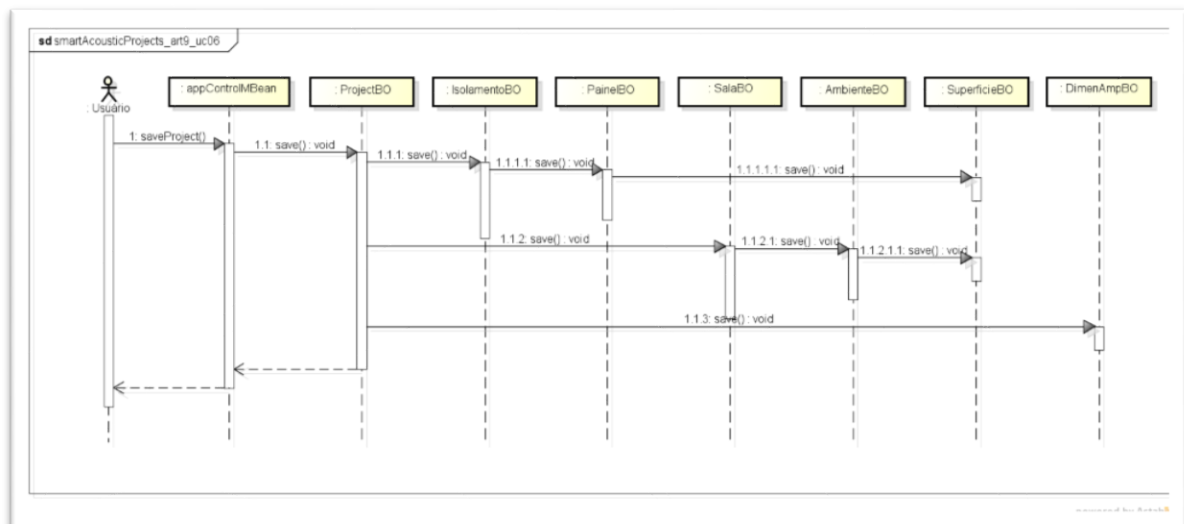 sd smartAcousticProjects_art9_uc06
: Usuário
: appControlMBean
: ProjectBO
: IsolamentoBO
: PainelBO
: SalaBO
: AmbienteBO
: SuperficieBO
: DimenAmpBO
1: saveProject()
1.1: save() : void
1.1.1: save() : void
1.1.1.1: save() : void
1.1.1.1.1: save() : void
1.1.2: save() : void
1.1.2.1: save() : void
1.1.2.1.1: save() : void
1.1.3: save() : void